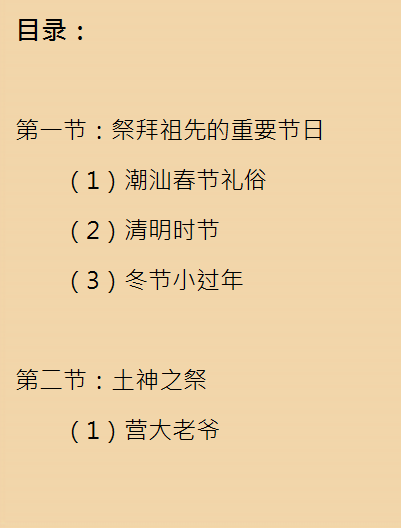 目录：
第一节：祭拜祖先的重要节日
（1）潮汕春节礼俗
（2）清明时节
（3）冬节小过年
第二节：土神之祭
（1）营大老爷